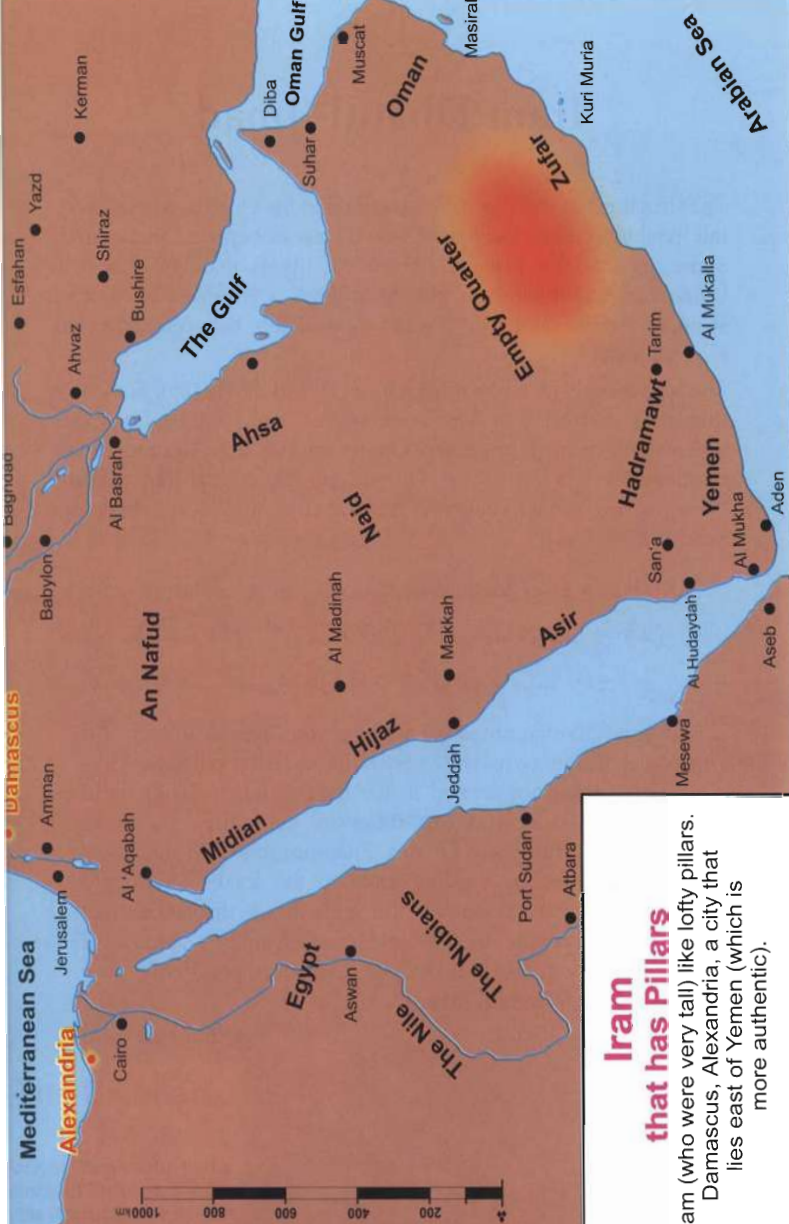 Mediterranean Sea
Damascus
Baghdad
Esfahan
Yazd
Alexandria
Jerusalem
Amman
Babylon
Ahvaz
Shiraz
Kerman
Cairo
Al 'Aqabah
An Nafud
Al Basrah
Bushire
The Gulf
Diba
Oman Gulf
Suhar
Muscat
Midian
Ahsa
Egypt
Aswan
Hijaz
Al Madinah
Najd
Oman
The Nile
The Nubians
Jeddah
Makkah
Empty Quarter
Port Sudan
Asir
Zufar
Kuri Muria
Atbara
Mesewa
Al Hudaydah
San'a
Hadramawt
Tarim
Al Mukalla
Arabian Sea
Aseb
Al Mukha
Yemen
Aden
1000km
800
600
400
200
Iram
that has Pillars
(who were very tall) like lofty pillars.
Damascus, Alexandria, a city that
lies east of Yemen (which is
more authentic).